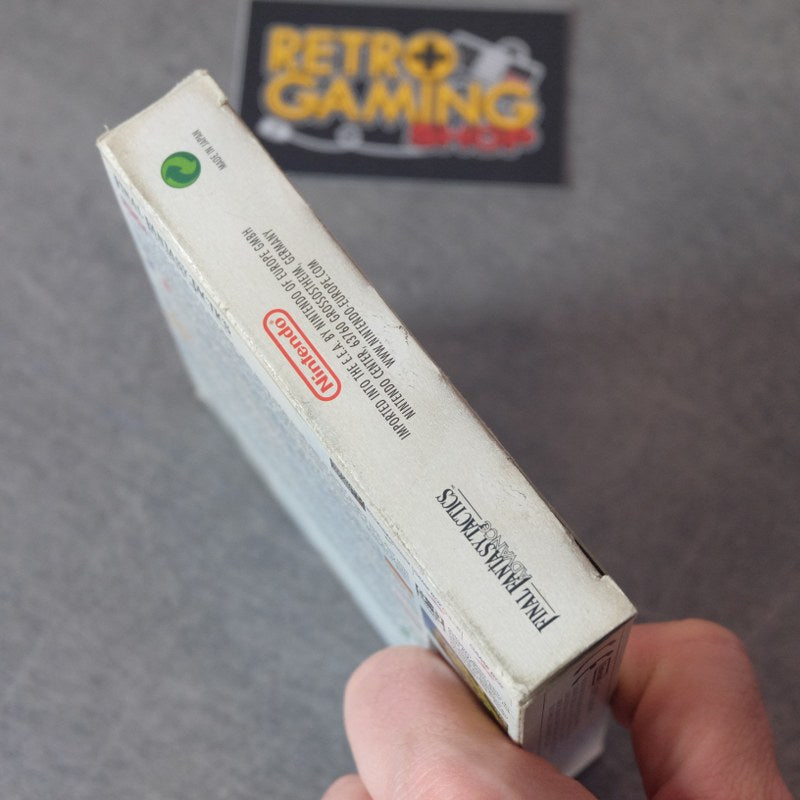 RETRO
GAMING
SHOP
MADE IN JAPAN
IMPORTED INTO THE E.E.A. BY NINTENDO OF EUROPE GMBH
NINTENDO CENTER, 63760 GROSSOSTHEIM, GERMANY
WWW.NINTENDO-EUROPE.COM
Nintendo®
FINAL FANTASY TACTICS™
ADVANCE